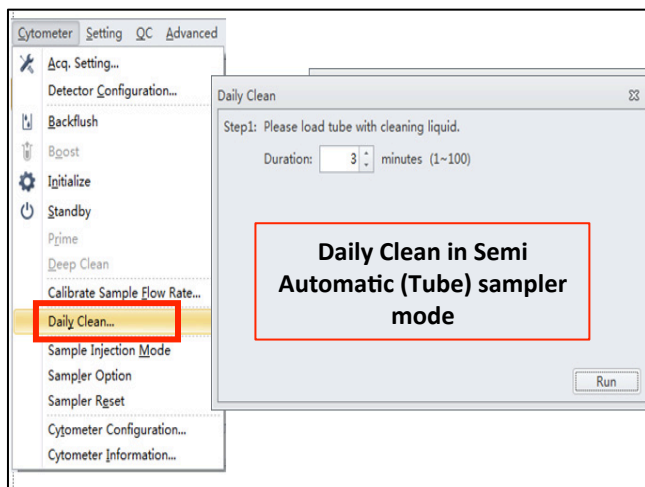 Cytometer Setting QC Advanced
Acq. Setting...
Detector Configuration...
Backflush
Boost
Initialize
Standby
Prime
Deep Clean
Calibrate Sample Flow Rate...
Daily Clean...
Sample Injection Mode
Sampler Option
Sampler Reset
Cytometer Configuration...
Cytometer Information...
Daily Clean
Step1: Please load tube with cleaning liquid.
Duration: 3 minutes (1~100)
Daily Clean in Semi
Automatic (Tube) sampler
mode
Run